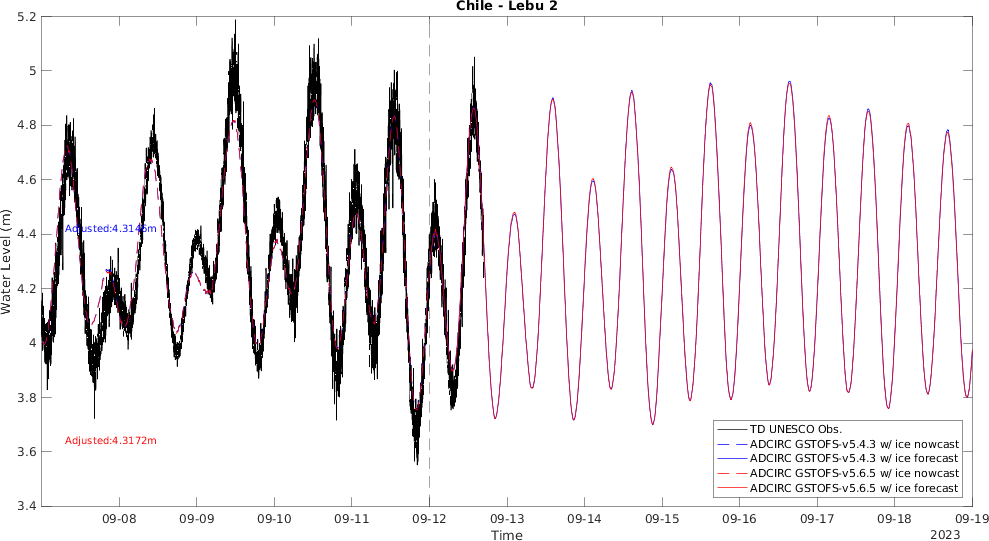 Chile - Lebu 2
5.2
5
4.8
4.6
4.4
4.2
4
3.8
3.6
3.4
Water Level (m)
Adjusted:4.3146m
Adjusted:4.3172m
TD UNESCO Obs.
ADCIRC GSTOFS-v5.4.3 w/ ice nowcast
ADCIRC GSTOFS-v5.4.3 w/ ice forecast
ADCIRC GSTOFS-v5.6.5 w/ ice nowcast
ADCIRC GSTOFS-v5.6.5 w/ ice forecast
09-08 09-09 09-10 09-11 09-12 09-13 09-14 09-15 09-16 09-17 09-18 09-19
Time
2023